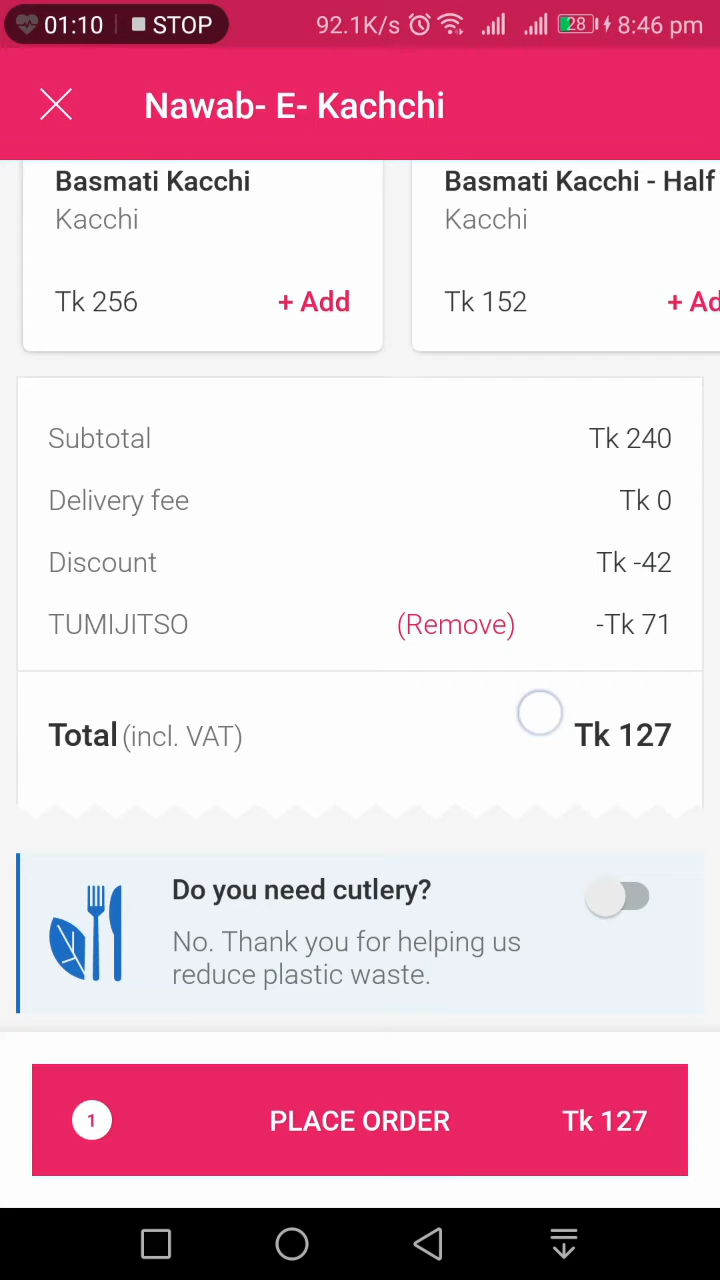 01:10 STOP 92.1K/s 28 8:46 pm
Nawab- E- Kachchi
Basmati Kacchi
Kacchi
Tk 256 + Add
Basmati Kacchi - Half
Kacchi
Tk 152 + Ad
Subtotal Tk 240
Delivery fee Tk 0
Discount Tk -42
TUMIJITSO (Remove) -Tk 71
Total (incl. VAT) Tk 127
Do you need cutlery?
No. Thank you for helping us
reduce plastic waste.
1 PLACE ORDER Tk 127